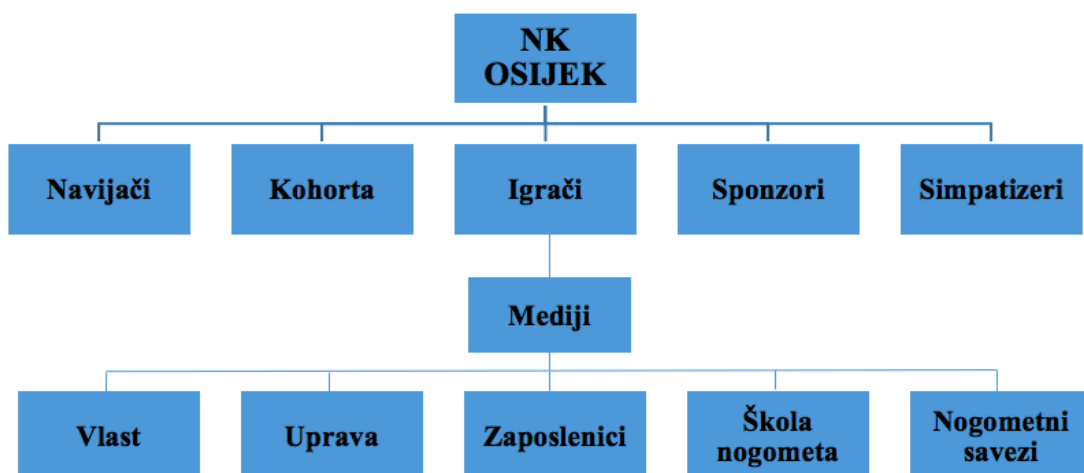 NK
OSIJEK
Navijači
Kohorta
Igrači
Sponzori
Simpatizeri
Mediji
Vlast
Uprava
Zaposlenici
Škola
nogometa
Nogometni
savezi